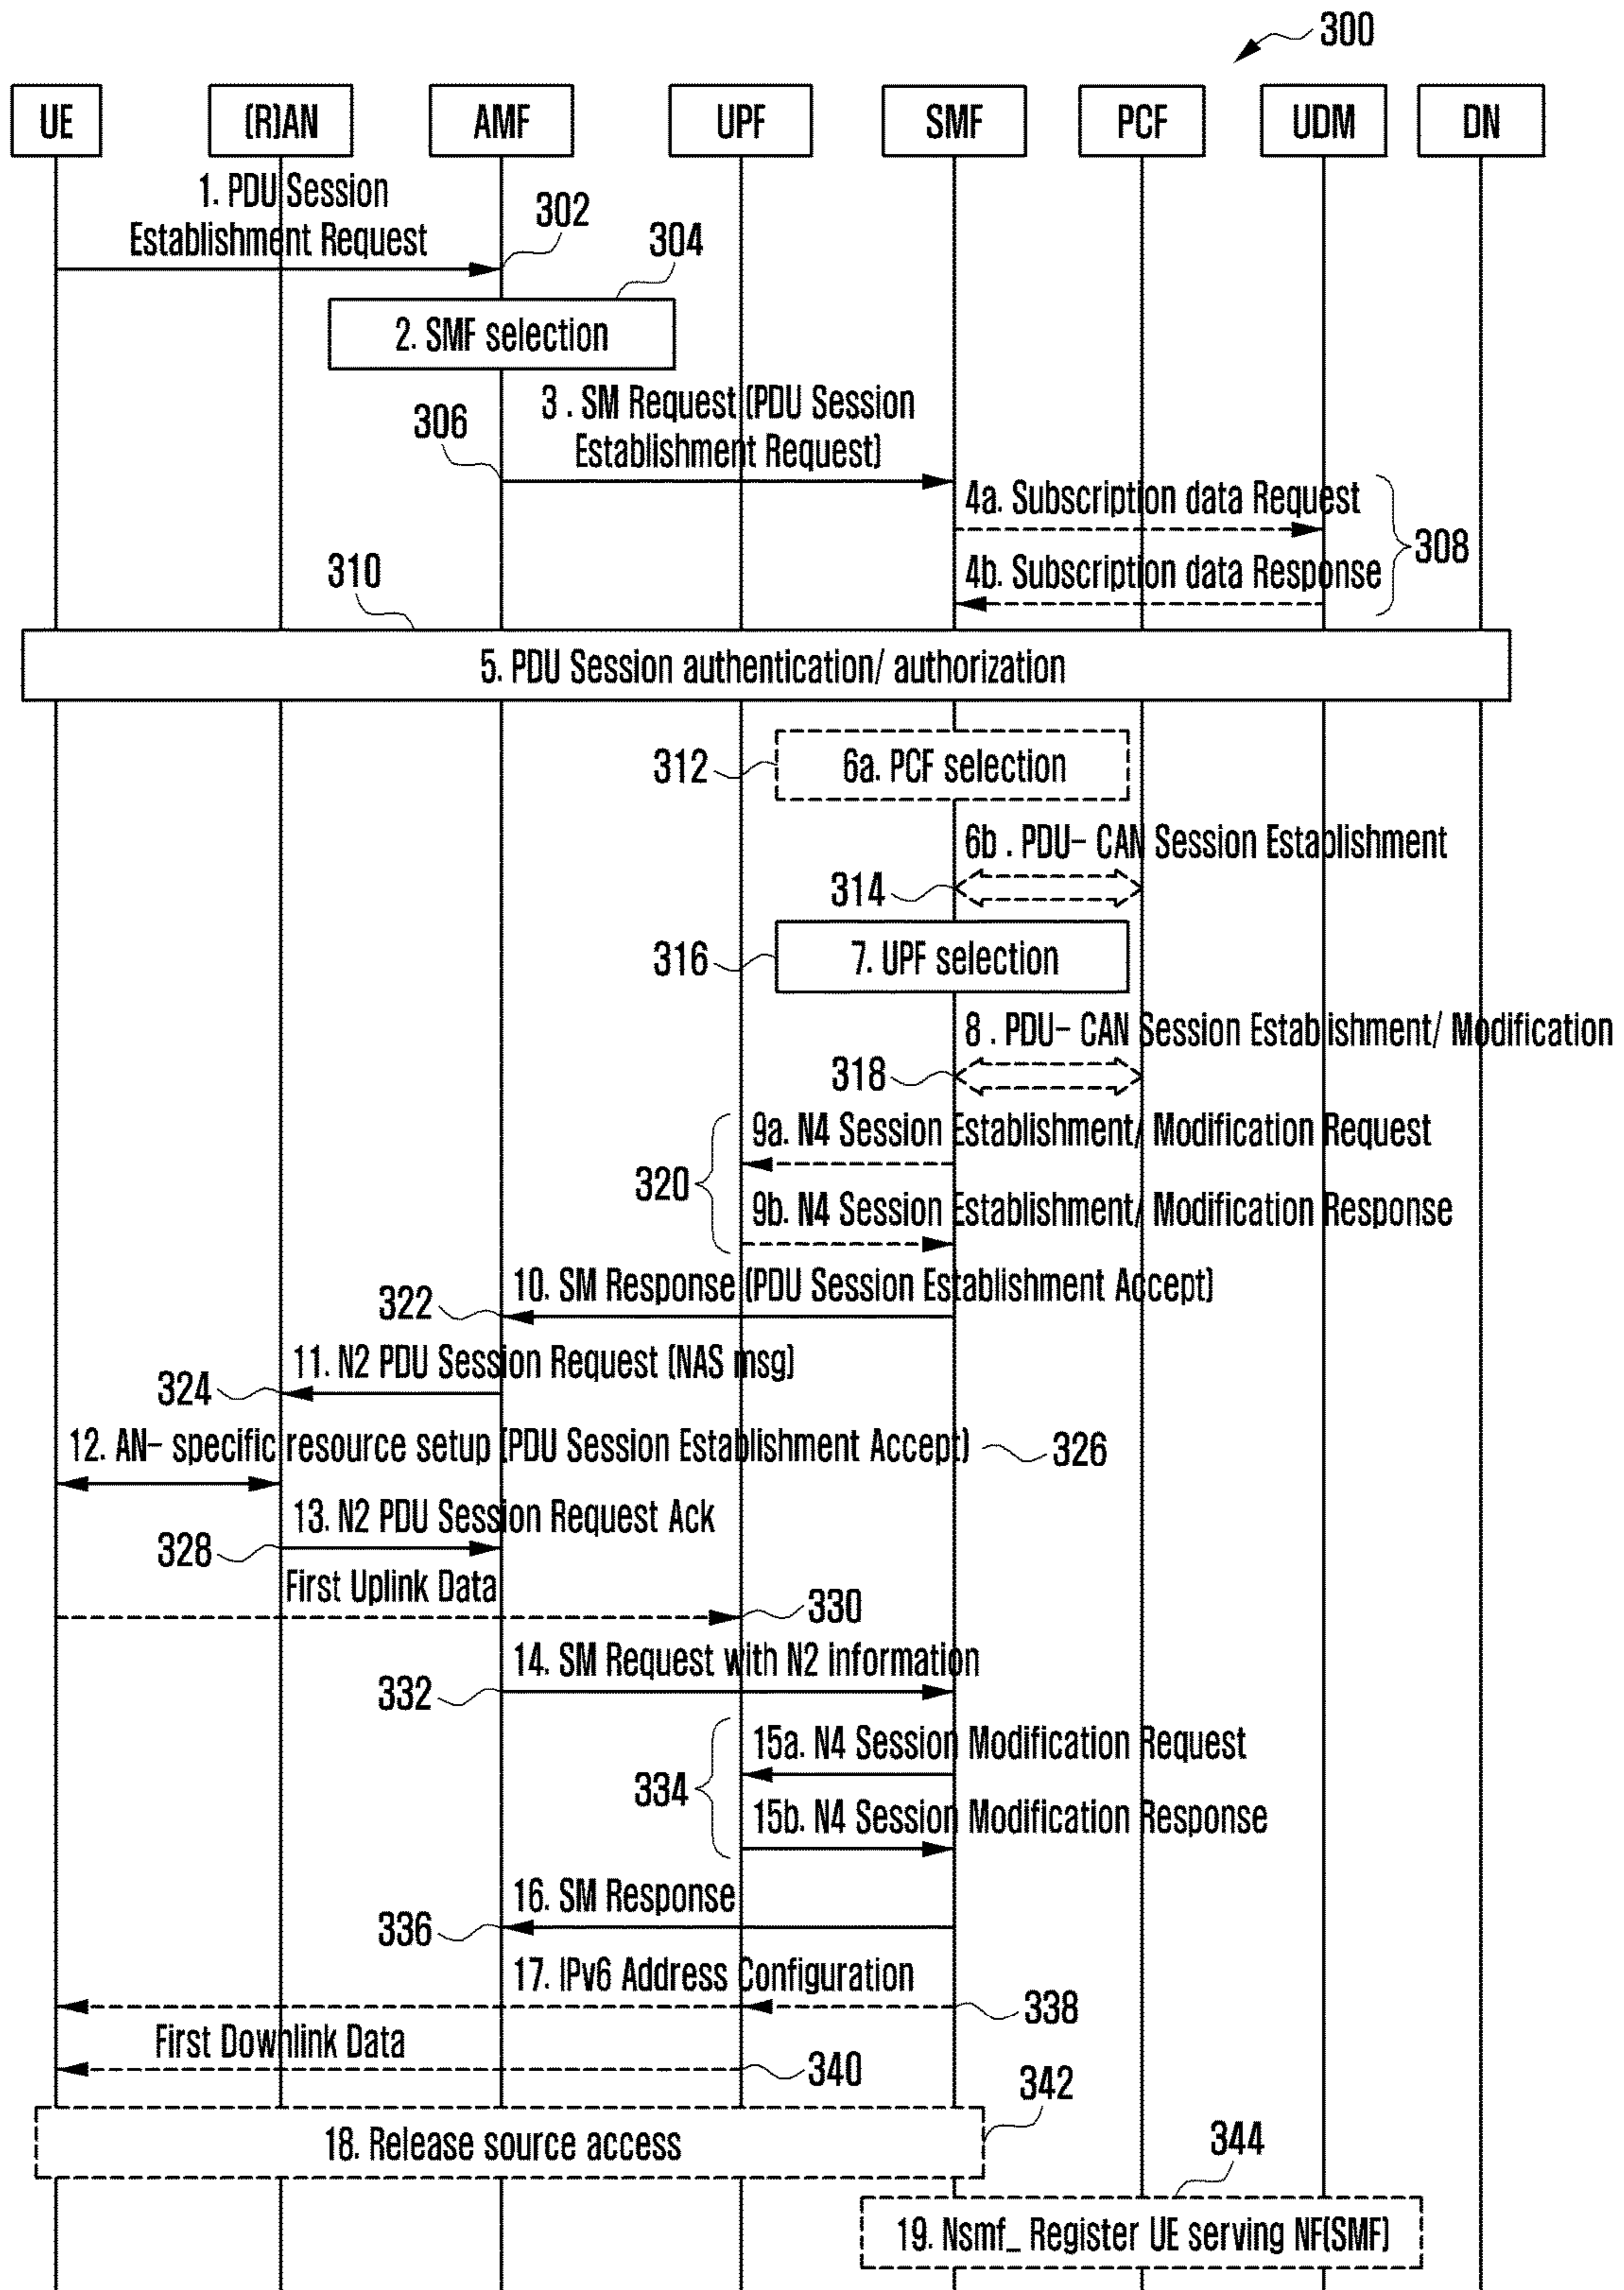 300
UE (R)AN AMF UPF SMF PCF UDM DN
1. PDU Session
Establishment Request
302
304
2. SMF selection
3 . SM Request (PDU Session
Establishment Request)
306
4a. Subscription data Request
308
4b. Subscription data Response
310
5. PDU Session authentication/ authorization
312
6a. PCF selection
6b . PDU- CAN Session Establishment
314
316
7. UPF selection
8 . PDU- CAN Session Establishment/ Modification
318
9a. N4 Session Establishment/ Modification Request
320
9b. N4 Session Establishment/ Modification Response
10. SM Response (PDU Session Establishment Accept)
322
11. N2 PDU Session Request (NAS msg)
324
12. AN- specific resource setup (PDU Session Establishment Accept)
326
13. N2 PDU Session Request Ack
328
First Uplink Data
330
14. SM Request with N2 information
332
15a. N4 Session Modification Request
334
15b. N4 Session Modification Response
16. SM Response
336
17. IPv6 Address Configuration
338
First Downlink Data
340
342
18. Release source access
344
19. Nsmf_ Register UE serving NF(SMF)